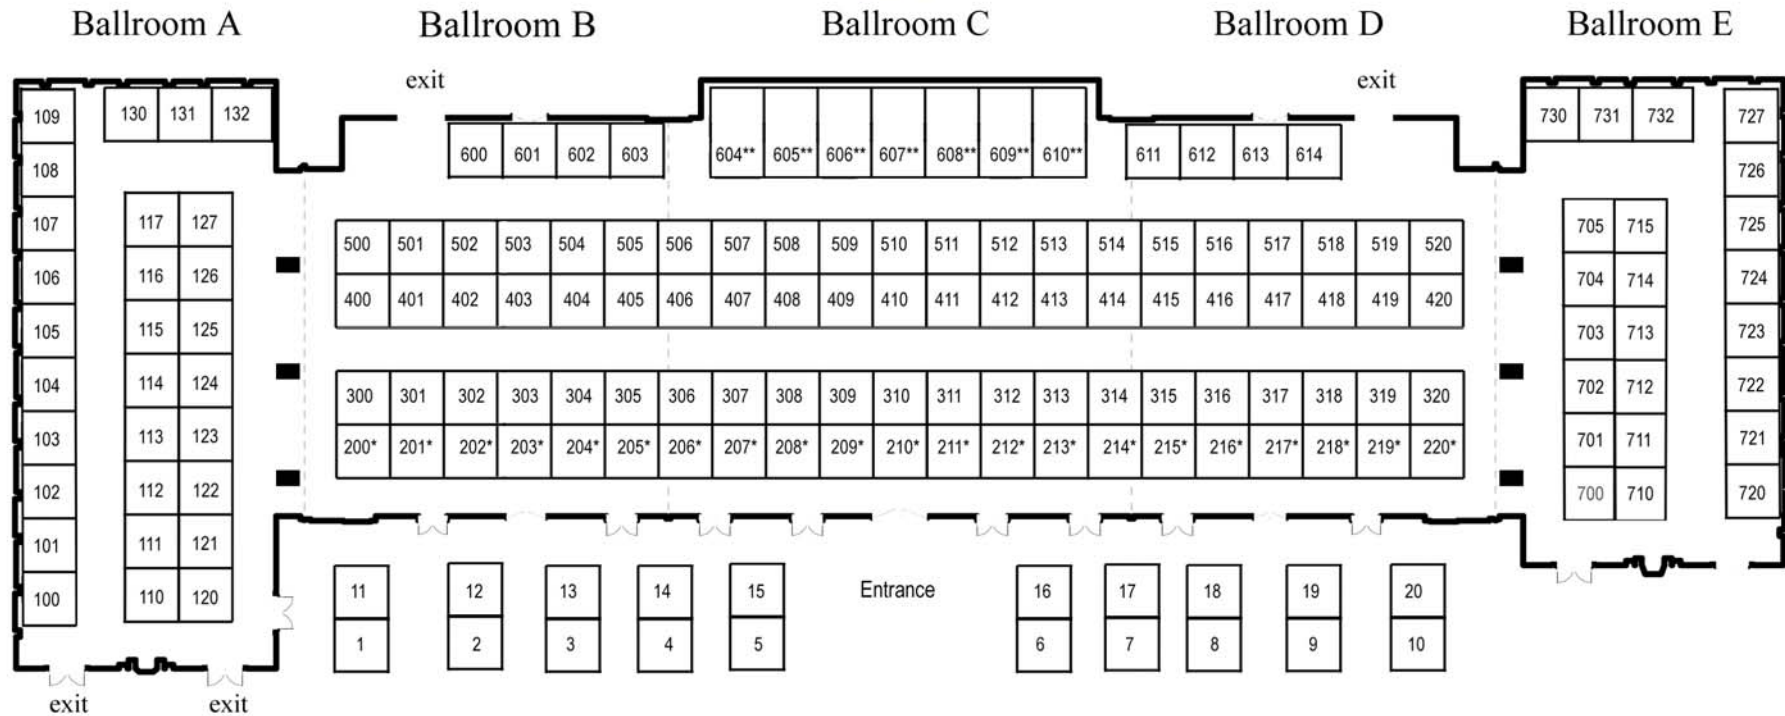 Ballroom A Ballroom B Ballroom C Ballroom D Ballroom E
exit exit
109 130 131 132 730 731 732 727
600 601 602 603 604** 605** 606** 607** 608** 609** 610** 611 612 613 614
108 726
107 117 127 705 715 725
500 501 502 503 504 505 506 507 508 509 510 511 512 513 514 515 516 517 518 519 520
106 116 126 704 714 724
400 401 402 403 404 405 406 407 408 409 410 411 412 413 414 415 416 417 418 419 420
105 115 125 703 713 723
104 114 124 702 712 722
300 301 302 303 304 305 306 307 308 309 310 311 312 313 314 315 316 317 318 319 320
103 113 123 701 711 721
200* 201* 202* 203* 204* 205* 206* 207* 208* 209* 210* 211* 212* 213* 214* 215* 216* 217* 218* 219* 220*
102 112 122 700 710 720
101 111 121
100 110 120
11 12 13 14 15 Entrance 16 17 18 19 20
1 2 3 4 5 6 7 8 9 10
exit exit